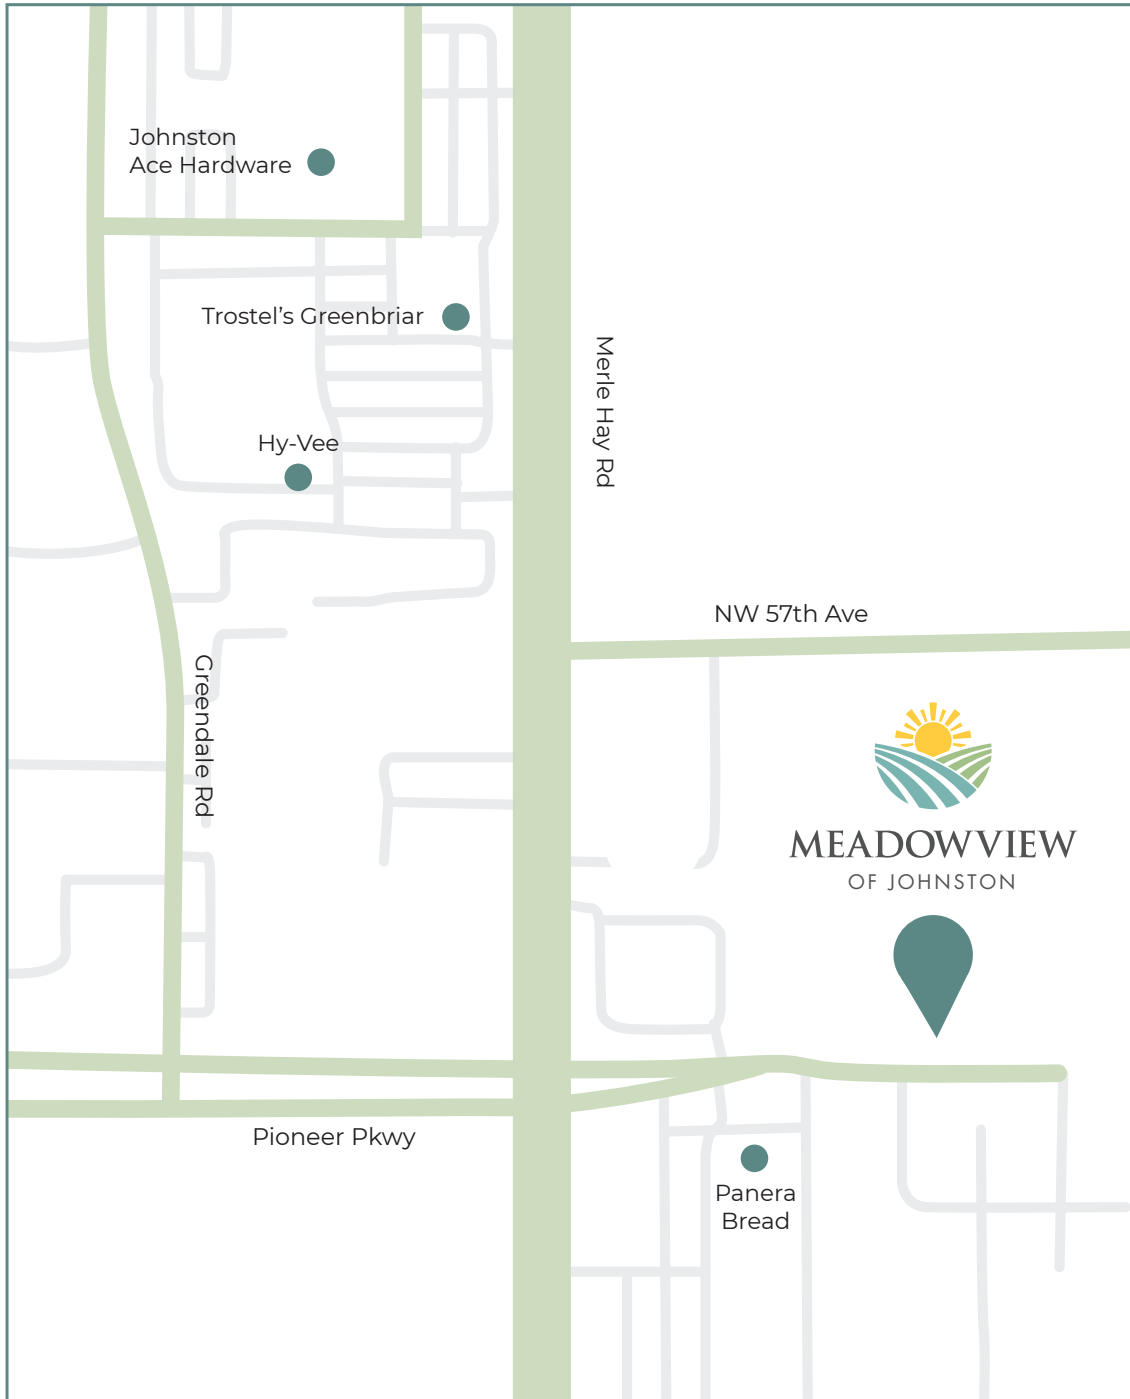 Johnston
Ace Hardware
Trostel’s Greenbriar
Merle Hay Rd
Hy-Vee
NW 57th Ave
Greendale Rd
MEADOWVIEW
OF JOHNSTON
Pioneer Pkwy
Panera
Bread